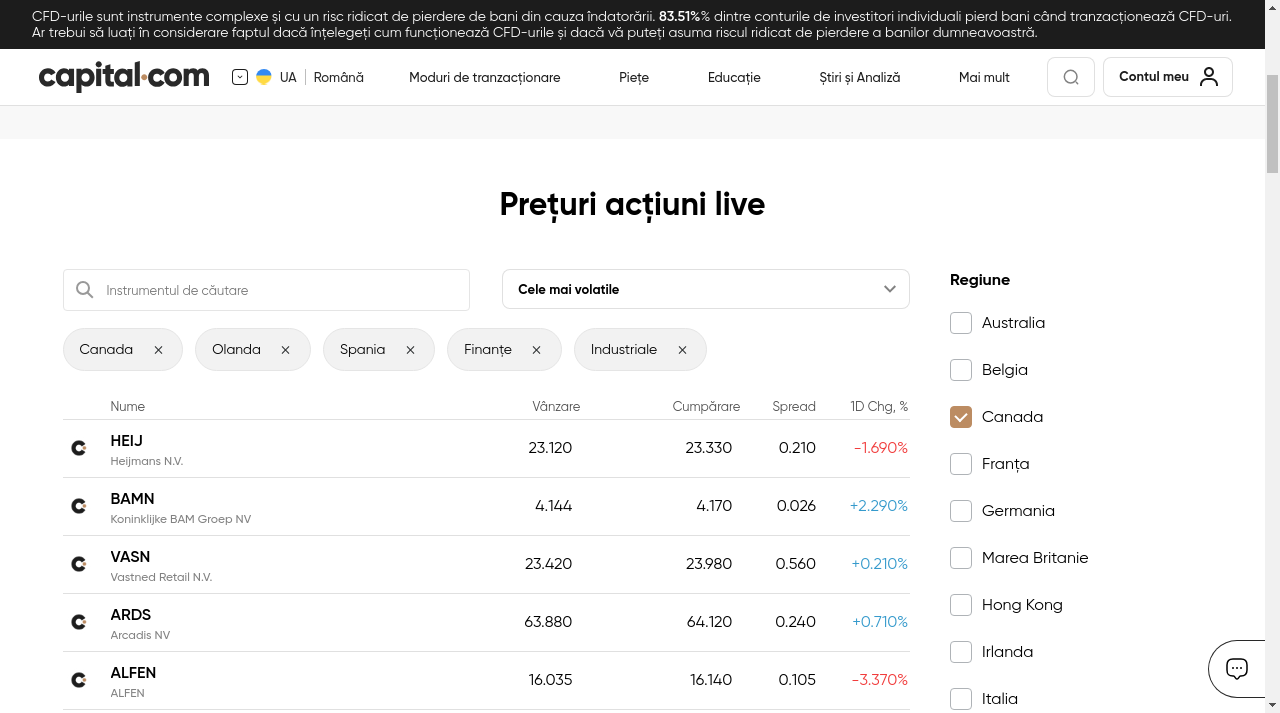 CFD-urile sunt instrumente complexe și cu un risc ridicat de pierdere de bani din cauza îndatorării. 83.51%% dintre conturile de investitori individuali pierd bani când tranzacționează CFD-uri.
Ar trebui să luați în considerare faptul dacă înțelegeți cum funcționează CFD-urile și dacă vă puteți asuma riscul ridicat de pierdere a banilor dumneavoastră.
capital.com UA Română Moduri de tranzacționare Piețe Educație Știri și Analiză Mai mult Contul meu
Prețuri acțiuni live
Instrumentul de căutare Cele mai volatile
Canada Olanda Spania Finanțe Industriale
Nume Vânzare Cumpărare Spread 1D Chg, %
HEIJ 23.120 23.330 0.210 -1.690%
Heijmans N.V.
BAMN 4.144 4.170 0.026 +2.290%
Koninklijke BAM Groep NV
VASN 23.420 23.980 0.560 +0.210%
Vastned Retail N.V.
ARDS 63.880 64.120 0.240 +0.710%
Arcadis NV
ALFEN 16.035 16.140 0.105 -3.370%
ALFEN
Regiune
Australia
Belgia
Canada
Franța
Germania
Marea Britanie
Hong Kong
Irlanda
Italia